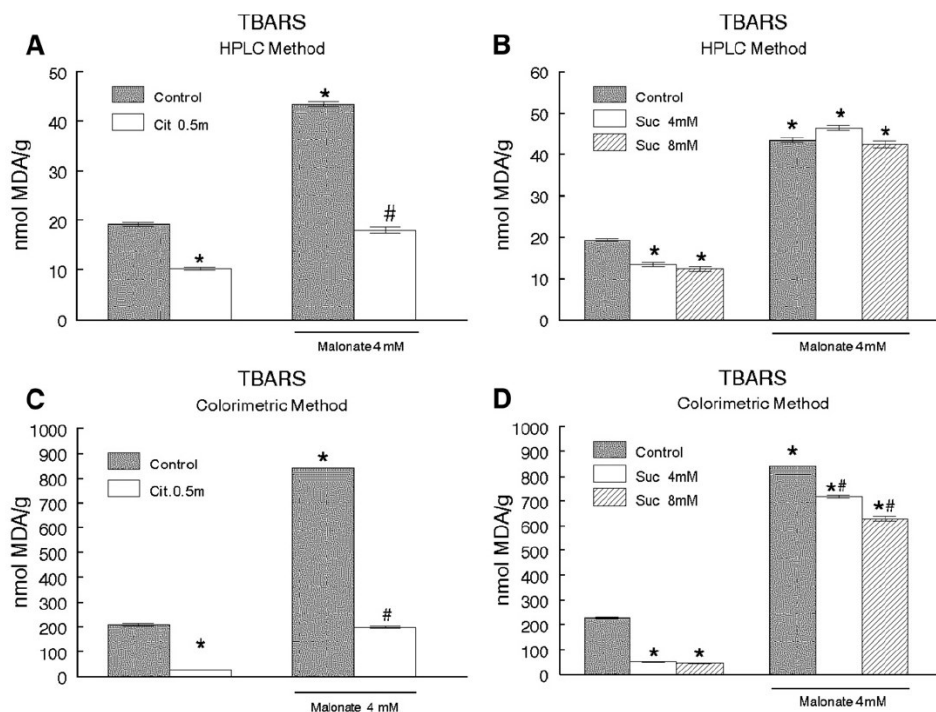 A
TBARS
HPLC Method
nmol MDA/g
50
40
30
20
10
0
Control
Cit 0.5m
*
*
#
Malonate 4 mM
B
TBARS
HPLC Method
nmol MDA/g
60
50
40
30
20
10
0
Control
Suc 4mM
Suc 8mM
* *
* * *
Malonate 4mM
C
TBARS
Colorimetric Method
nmol MDA/g
1000
900
800
700
600
500
400
300
200
100
0
Control
Cit.0.5m
*
*
#
Malonate 4 mM
D
TBARS
Colorimetric Method
nmol MDA/g
1000
900
800
700
600
500
400
300
200
100
0
Control
Suc 4mM
Suc 8mM
* *
*
*#
*#
Malonate 4mM